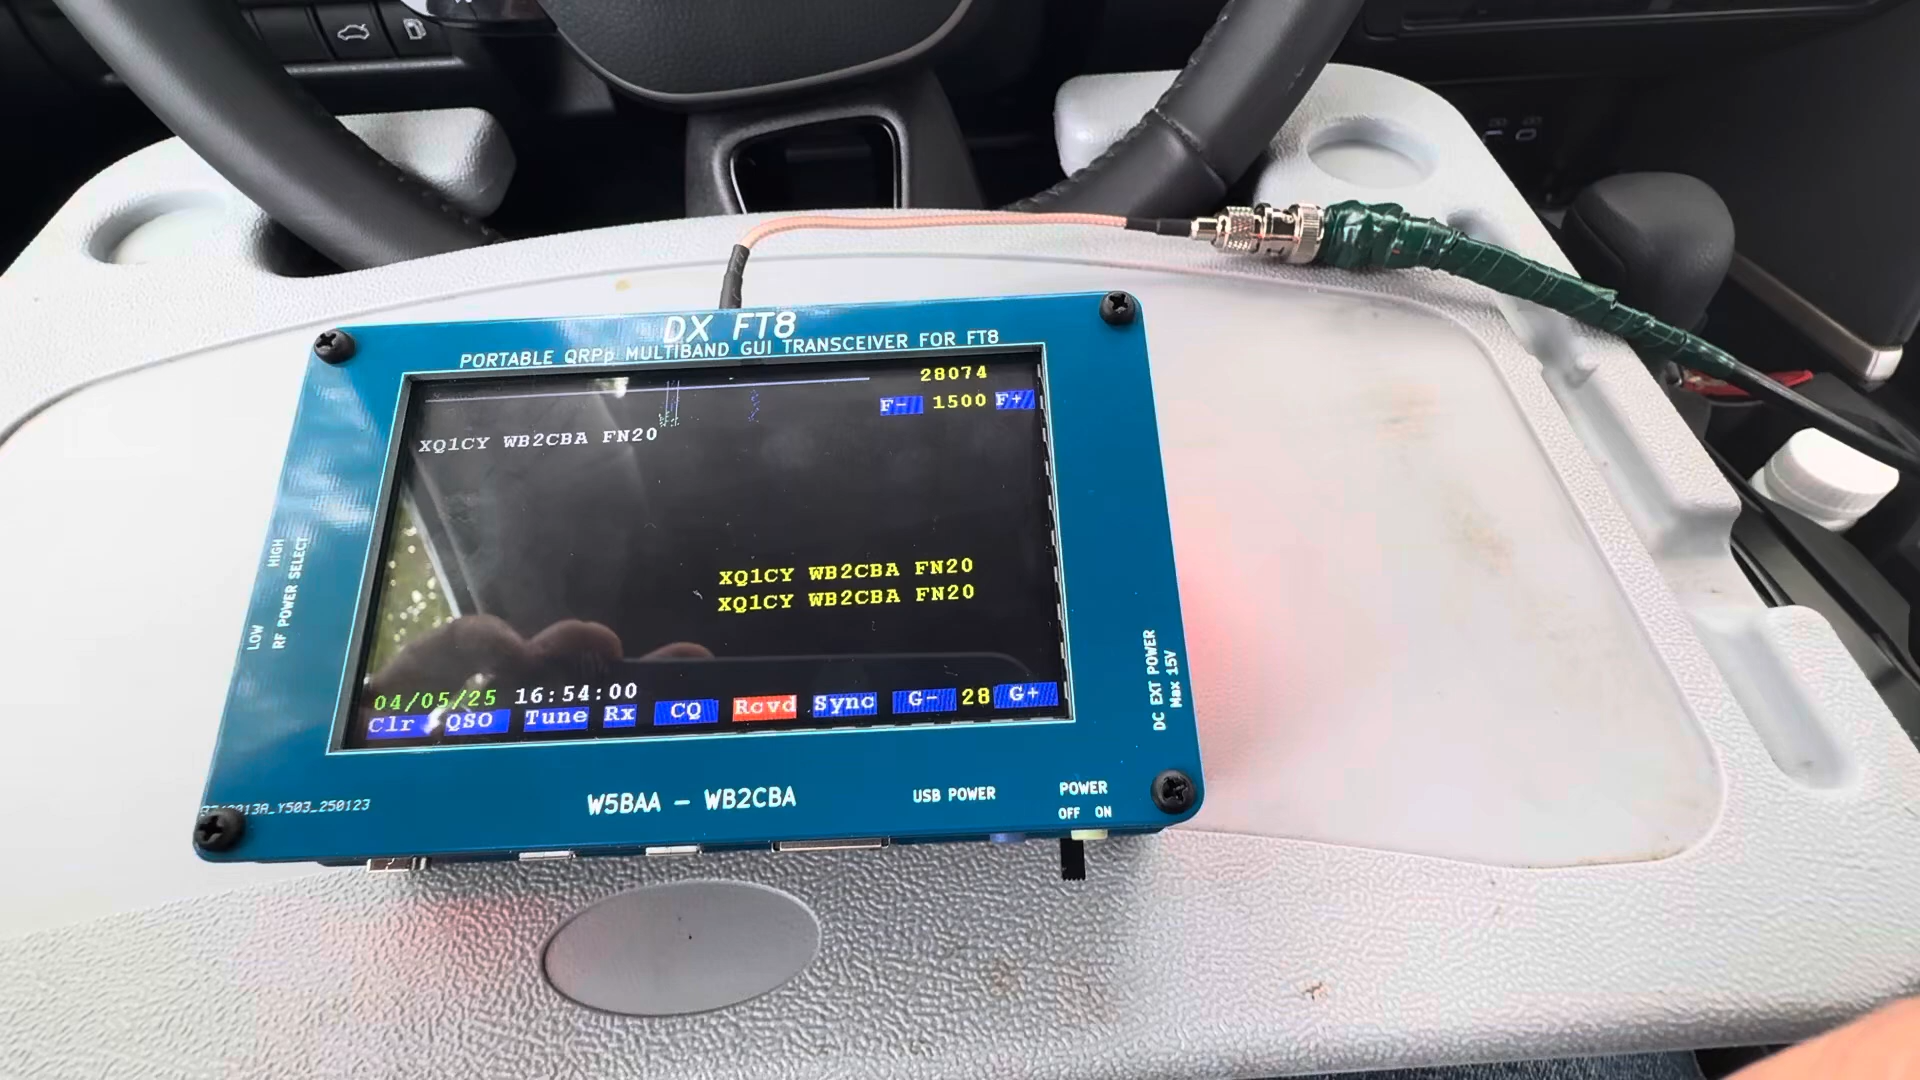 DX FT8
PORTABLE QRPp MULTIBAND GUI TRANSCEIVER FOR FT8
28074
F- 1500 F+
XQ1CY WB2CBA FN20
XQ1CY WB2CBA FN20
XQ1CY WB2CBA FN20
04/05/25 16:54:00
Clr QSO Tune Rx CQ Rcvd Sync G- 28 G+
LOW HIGH
RF POWER SELECT
DC EXT POWER
Max 15V
W5BAA - WB2CBA
USB POWER
POWER
OFF ON
Y503_250123